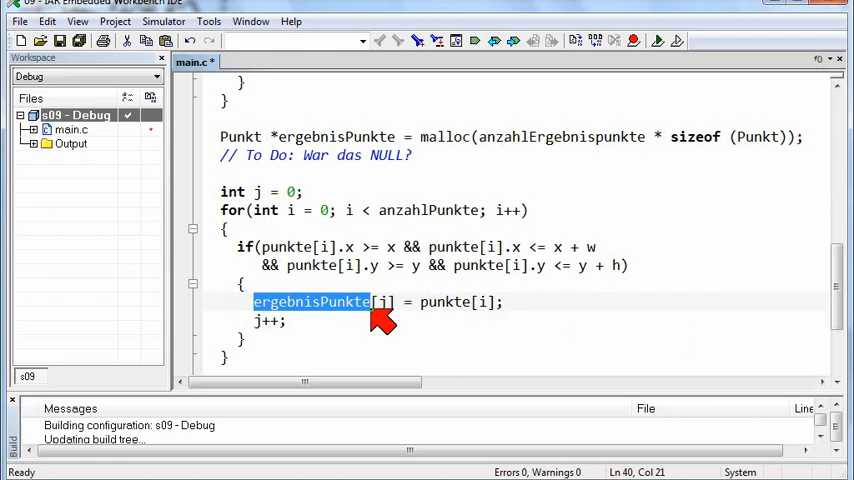 09 - IAR Embedded Workbench IDE
File Edit View Project Simulator Tools Window Help
Workspace
main.c *
f()
Debug
Files
s09 - Debug
main.c
Output
s09
}
}
Punkt *ergebnisPunkte = malloc(anzahlErgebnispunkte * sizeof (Punkt));
// To Do: War das NULL?
int j = 0;
for(int i = 0; i < anzahlPunkte; i++)
{
if(punkte[i].x >= x && punkte[i].x <= x + w
&& punkte[i].y >= y && punkte[i].y <= y + h)
{
ergebnisPunkte[j] = punkte[i];
j++;
}
}
Messages File Line
Building configuration: s09 - Debug
Updating build tree...
Build
Ready Errors 0, Warnings 0 Ln 40, Col 21 System